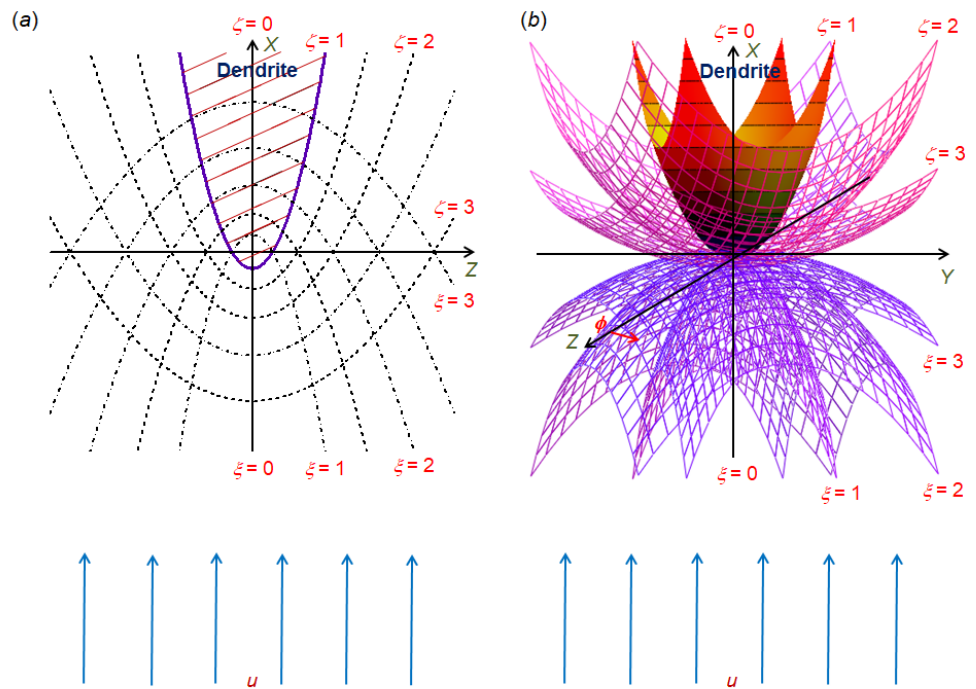 (a)
ζ = 0
X
ζ = 1
ζ = 2
Dendrite
ζ = 3
Z
ξ = 3
ξ = 0
ξ = 1
ξ = 2
u
(b)
ζ = 0
X
ζ = 1
ζ = 2
Dendrite
ζ = 3
Y
ϕ
Z
ξ = 3
ξ = 0
ξ = 1
ξ = 2
u